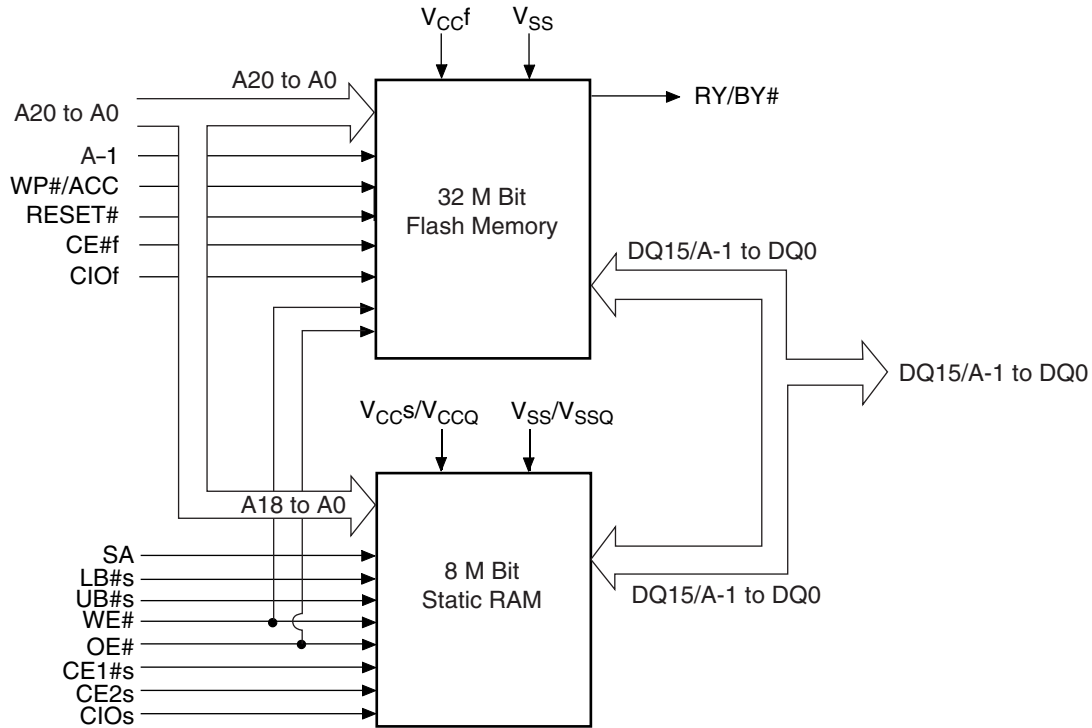 VCCf
VSS
A20 to A0
A20 to A0
RY/BY#
A–1
WP#/ACC
RESET#
CE#f
CIOf
32 M Bit
Flash Memory
DQ15/A-1 to DQ0
DQ15/A-1 to DQ0
VCCs/VCCQ
VSS/VSSQ
A18 to A0
SA
LB#s
UB#s
WE#
OE#
CE1#s
CE2s
CIOs
8 M Bit
Static RAM
DQ15/A-1 to DQ0